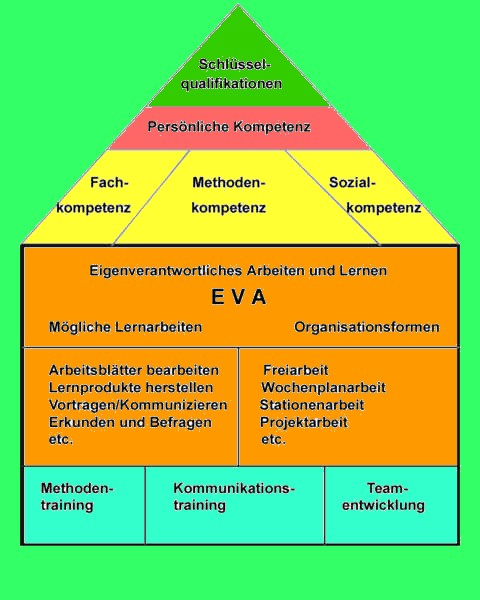 Schlüssel-
qualifikationen
Persönliche Kompetenz
Fach-
kompetenz
Methoden-
kompetenz
Sozial-
kompetenz
Eigenverantwortliches Arbeiten und Lernen
E V A
Mögliche Lernarbeiten
Organisationsformen
Arbeitsblätter bearbeiten
Lernprodukte herstellen
Vortragen/Kommunizieren
Erkunden und Befragen
etc.
Freiarbeit
Wochenplanarbeit
Stationenarbeit
Projektarbeit
etc.
Methoden-
training
Kommunikations-
training
Team-
entwicklung